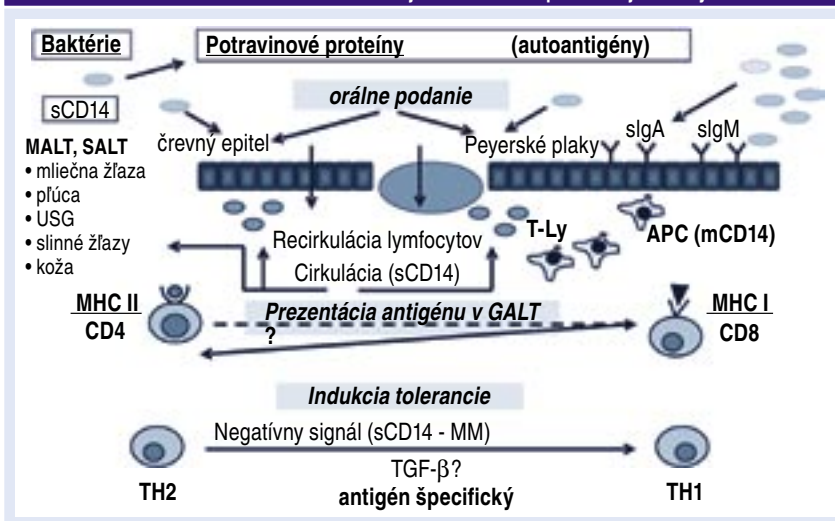 Baktérie
Potravinové proteíny (autoantigény)
sCD14
orálne podanie
MALT, SALT
• mliečna žľaza
• pľúca
• USG
• slinné žľazy
• koža
črevný epitel
Peyerské plaky
sIgA
sIgM
T-Ly
APC (mCD14)
Recirkulácia lymfocytov
Cirkulácia (sCD14)
MHC II
CD4
Prezentácia antigénu v GALT
?
MHC I
CD8
Indukcia tolerancie
Negatívny signál (sCD14 - MM)
TGF-β?
antigén špecifický
TH2
TH1